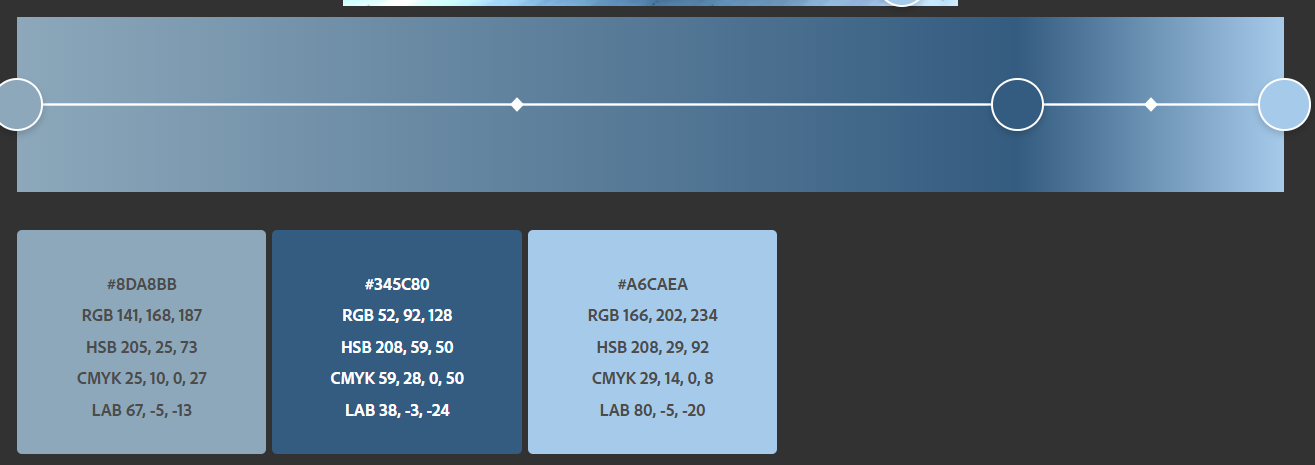 #8DA8BB
RGB 141, 168, 187
HSB 205, 25, 73
CMYK 25, 10, 0, 27
LAB 67, -5, -13
#345C80
RGB 52, 92, 128
HSB 208, 59, 50
CMYK 59, 28, 0, 50
LAB 38, -3, -24
#A6CAEA
RGB 166, 202, 234
HSB 208, 29, 92
CMYK 29, 14, 0, 8
LAB 80, -5, -20